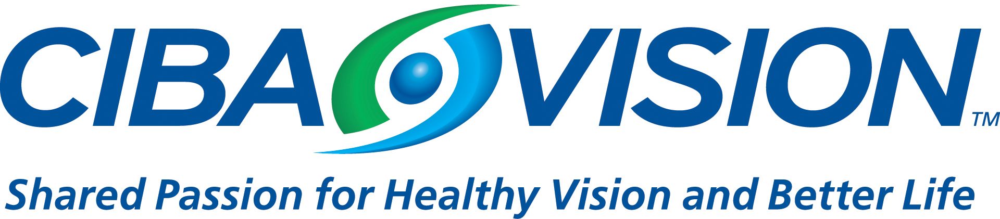 CIBA VISION™
Shared Passion for Healthy Vision and Better Life